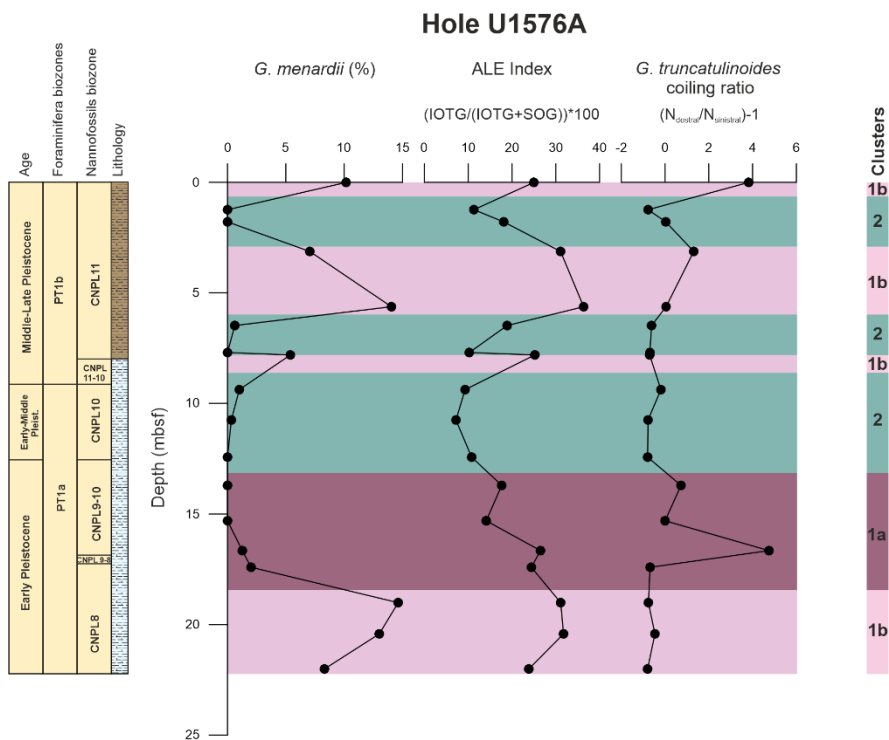 Hole U1576A
G. menardii (%)
ALE Index
G. truncatulinoides
coiling ratio
(IOTG/(IOTG+SOG))*100
(Ndextral/Nsinistral)-1
Age
Foraminifera biozones
Nannofossils biozone
Lithology
Clusters
0 5 10 15
0 10 20 30 40
-2 0 2 4 6
Depth (mbsf)
0
5
10
15
20
25
Middle-Late Pleistocene
Early-Middle
Pleist.
Early Pleistocene
PT1b
PT1a
CNPL11
CNPL
11-10
CNPL10
CNPL9-10
CNPL 9-8
CNPL8
1b
2
1b
2
1b
2
1a
1b